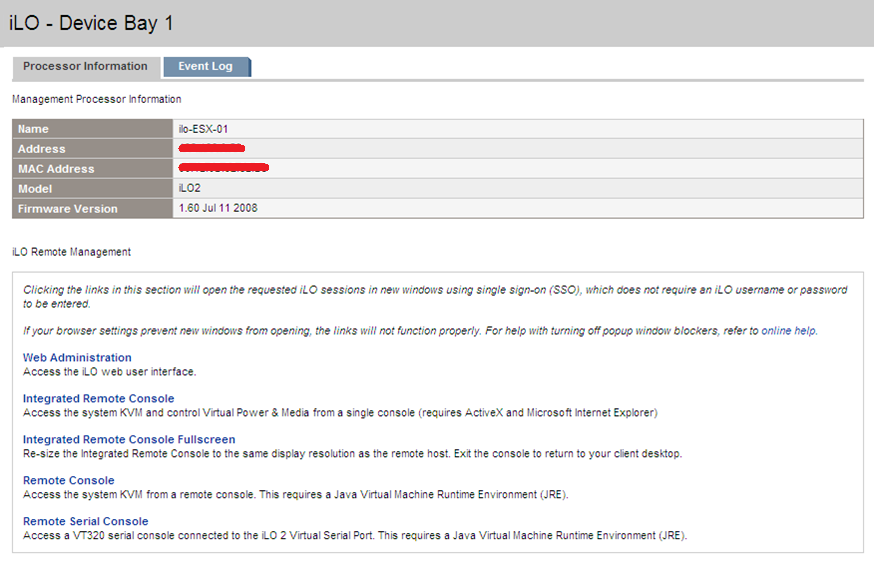 iLO - Device Bay 1
Processor Information Event Log
Management Processor Information
Name ilo-ESX-01
Address
MAC Address
Model iLO2
Firmware Version 1.60 Jul 11 2008
iLO Remote Management
Clicking the links in this section will open the requested iLO sessions in new windows using single sign-on (SSO), which does not require an iLO username or password
to be entered.
If your browser settings prevent new windows from opening, the links will not function properly. For help with turning off popup window blockers, refer to online help.
Web Administration
Access the iLO web user interface.
Integrated Remote Console
Access the system KVM and control Virtual Power & Media from a single console (requires ActiveX and Microsoft Internet Explorer)
Integrated Remote Console Fullscreen
Re-size the Integrated Remote Console to the same display resolution as the remote host. Exit the console to return to your client desktop.
Remote Console
Access the system KVM from a remote console. This requires a Java Virtual Machine Runtime Environment (JRE).
Remote Serial Console
Access a VT320 serial console connected to the iLO 2 Virtual Serial Port. This requires a Java Virtual Machine Runtime Environment (JRE).